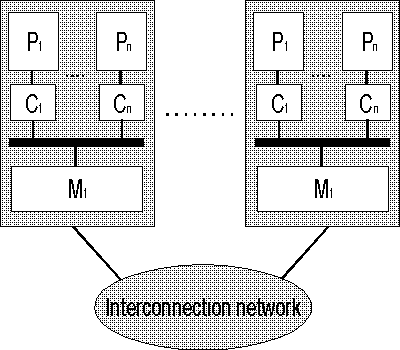 P1 Pn P1 Pn
C1 Cn C1 Cn
M1 M1
Interconnection network